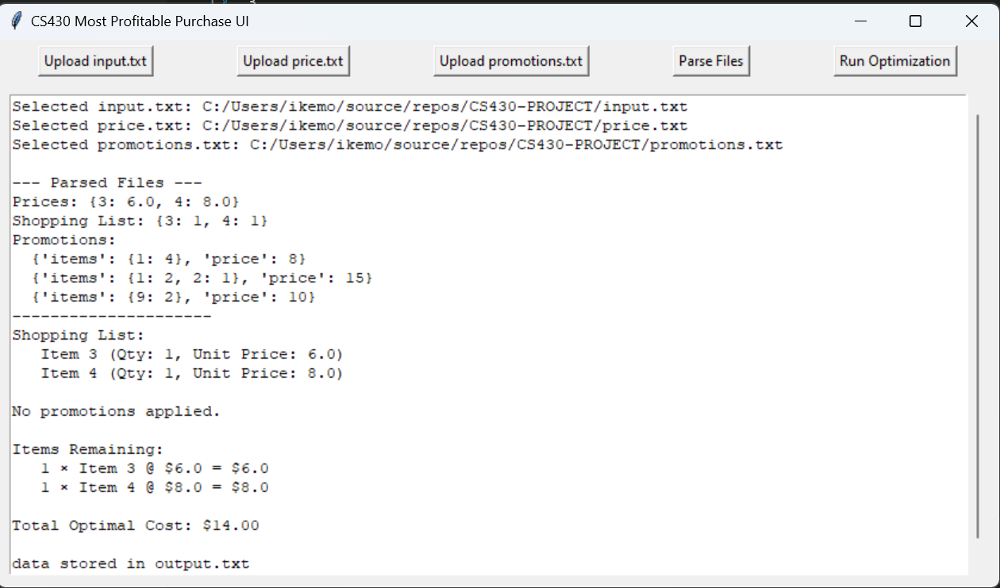 CS430 Most Profitable Purchase UI
Upload input.txt Upload price.txt Upload promotions.txt Parse Files Run Optimization
Selected input.txt: C:/Users/ikemo/source/repos/CS430-PROJECT/input.txt
Selected price.txt: C:/Users/ikemo/source/repos/CS430-PROJECT/price.txt
Selected promotions.txt: C:/Users/ikemo/source/repos/CS430-PROJECT/promotions.txt
--- Parsed Files ---
Prices: {3: 6.0, 4: 8.0}
Shopping List: {3: 1, 4: 1}
Promotions:
{'items': {1: 4}, 'price': 8}
{'items': {1: 2, 2: 1}, 'price': 15}
{'items': {9: 2}, 'price': 10}
---------------------
Shopping List:
Item 3 (Qty: 1, Unit Price: 6.0)
Item 4 (Qty: 1, Unit Price: 8.0)
No promotions applied.
Items Remaining:
1 × Item 3 @ $6.0 = $6.0
1 × Item 4 @ $8.0 = $8.0
Total Optimal Cost: $14.00
data stored in output.txt